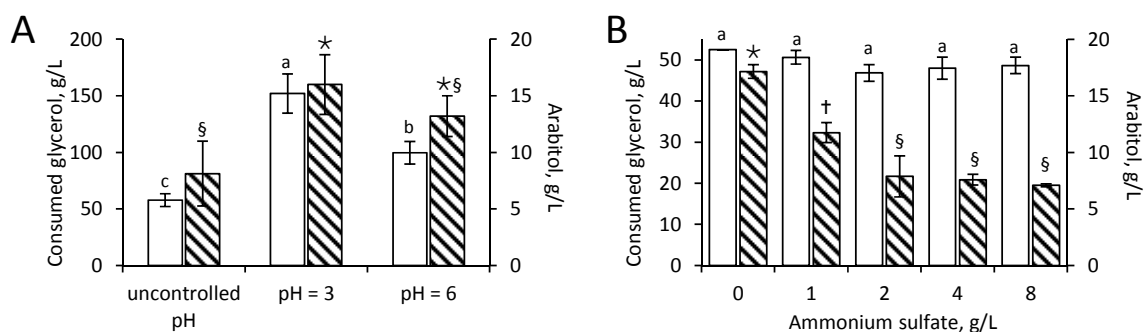 A
B
Consumed glycerol, g/L
200
150
100
50
0
c
§
a
*
b
*§
20
15
10
5
0
Arabitol, g/L
uncontrolled pH
pH = 3
pH = 6
Consumed glycerol, g/L
50
40
30
20
10
0
a
*
a
†
a
§
a
§
a
§
20
15
10
5
0
Arabitol, g/L
0 1 2 4 8
Ammonium sulfate, g/L